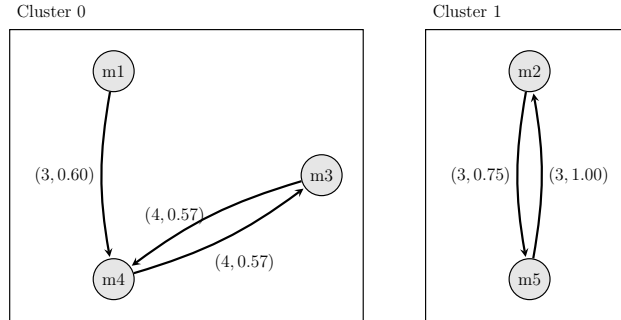 Cluster 0
Cluster 1
m1
m2
(3, 0.60)
m3
(3, 0.75)
(3, 1.00)
(4, 0.57)
(4, 0.57)
m4
m5